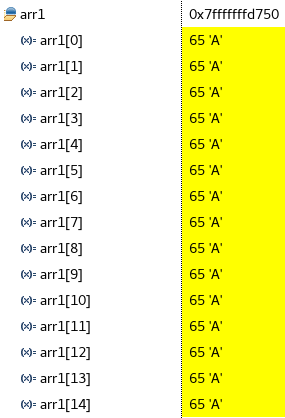 arr1 0x7fffffffd750
(x)= arr1[0] 65 'A'
(x)= arr1[1] 65 'A'
(x)= arr1[2] 65 'A'
(x)= arr1[3] 65 'A'
(x)= arr1[4] 65 'A'
(x)= arr1[5] 65 'A'
(x)= arr1[6] 65 'A'
(x)= arr1[7] 65 'A'
(x)= arr1[8] 65 'A'
(x)= arr1[9] 65 'A'
(x)= arr1[10] 65 'A'
(x)= arr1[11] 65 'A'
(x)= arr1[12] 65 'A'
(x)= arr1[13] 65 'A'
(x)= arr1[14] 65 'A'